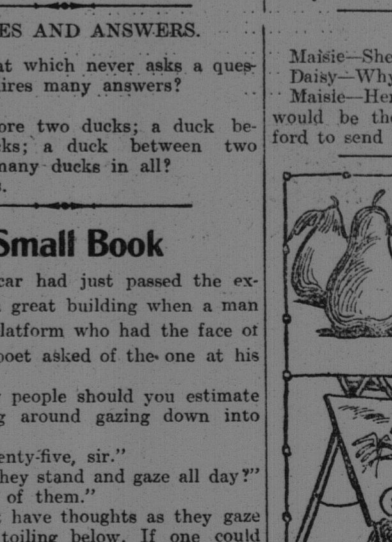 ES AND ANSWERS.
at which never asks a ques-
ires many answers?
ore two ducks; a duck be-
ks; a duck between two
many ducks in all?
s.
Small Book
car had just passed the ex-
great building when a man
latform who had the face of
poet asked of the one at his
people should you estimate
g around gazing down into
enty-five, sir."
hey stand and gaze all day?"
of them."
have thoughts as they gaze
toiling below. If one could
Maisie—She
Daisy—Why
Maisie—Her
would be the
ford to send